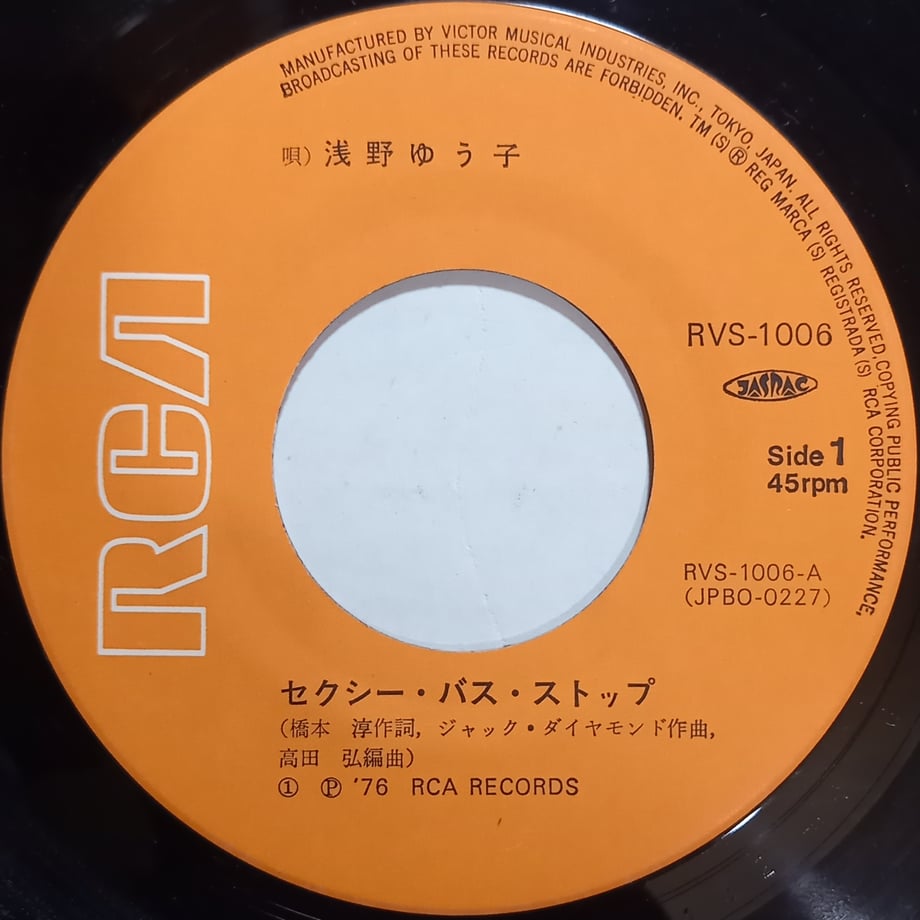 MANUFACTURED BY VICTOR MUSICAL INDUSTRIES, INC., TOKYO, JAPAN. ALL RIGHTS RESERVED, COPYING PUBLIC PERFORMANCE,
BROADCASTING OF THESE RECORDS ARE FORBIDDEN. TM (S) Ⓡ REG MARCA (S) REGISTRADA (S) RCA CORPORATION.
唄) 浅野ゆう子
RCA
RVS-1006
JASRAC
Side 1
45rpm
RVS-1006-A
(JPBO-0227)
セクシー・バス・ストップ
(橋本 淳作詞, ジャック・ダイヤモンド作曲,
高田 弘編曲)
① Ⓟ '76 RCA RECORDS